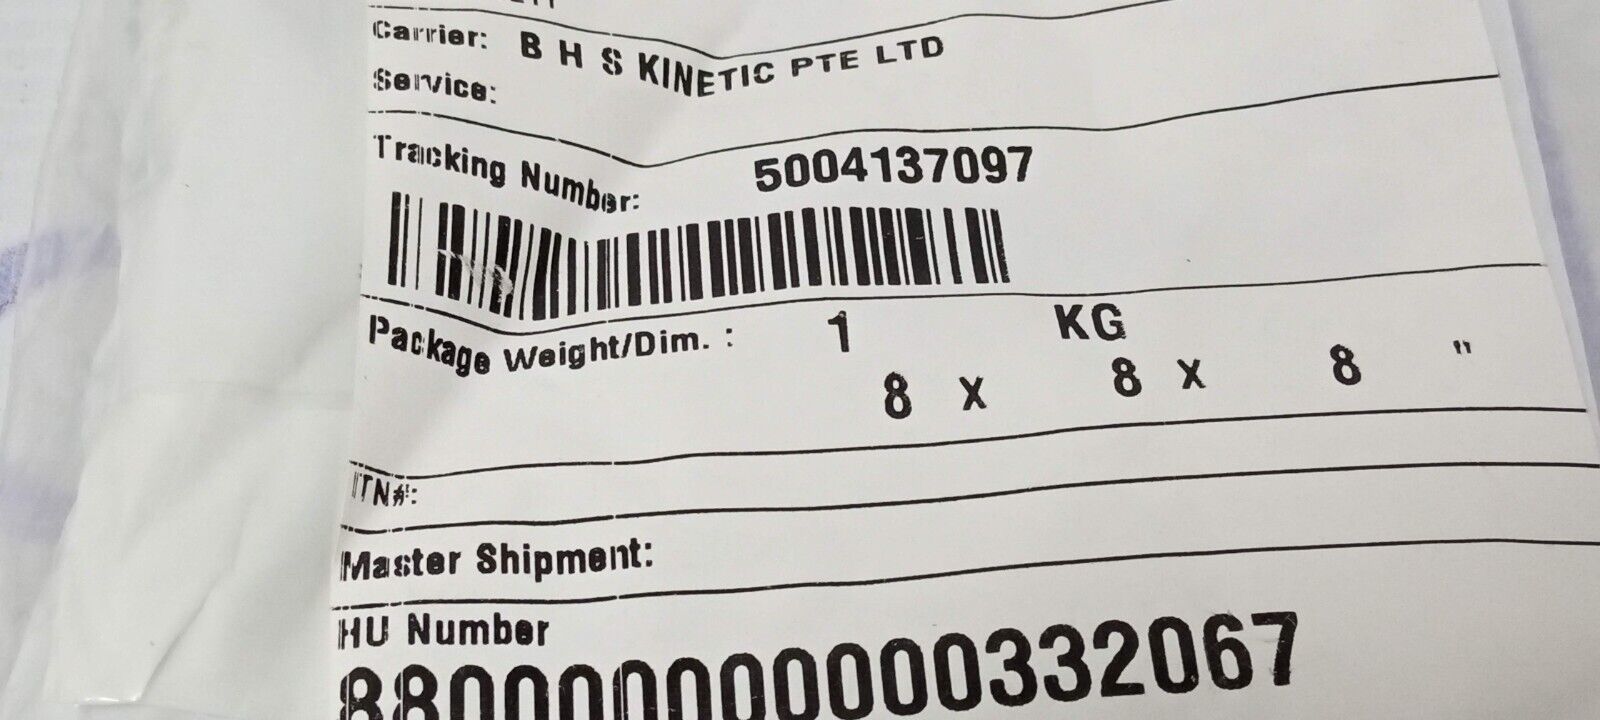 Carrier: B H S KINETIC PTE LTD
Service:
Tracking Number: 5004137097
Package Weight/Dim. : 1 KG
8 x 8 x 8 "
ITN#:
Master Shipment:
HU Number